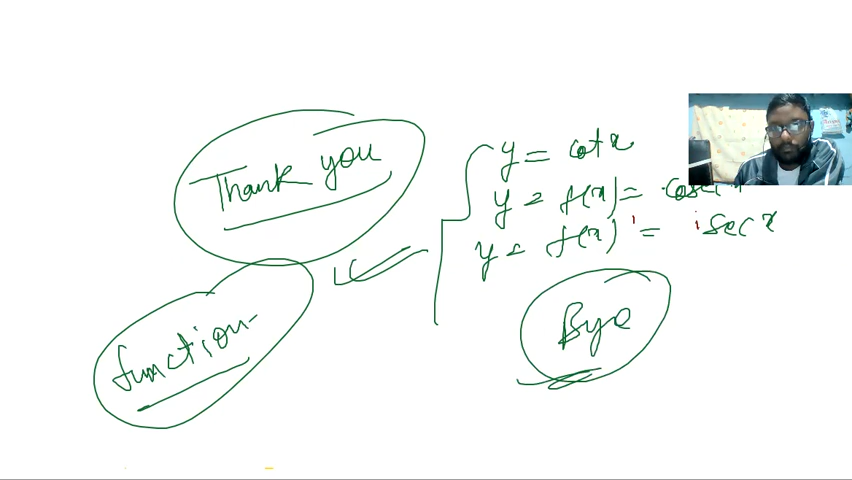 Thank you
y = cot x
y = f(x) = cosec x
y = f(x) = sec x
function
Bye